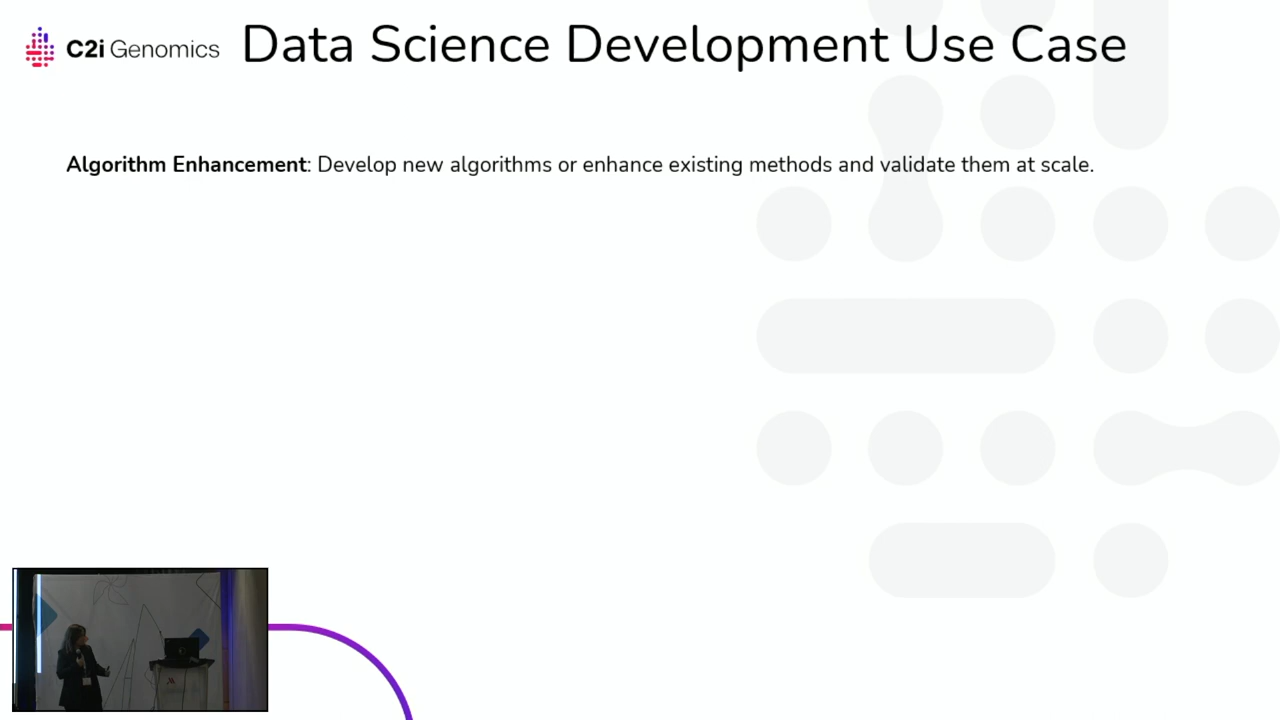 C2i Genomics
Data Science Development Use Case
Algorithm Enhancement: Develop new algorithms or enhance existing methods and validate them at scale.